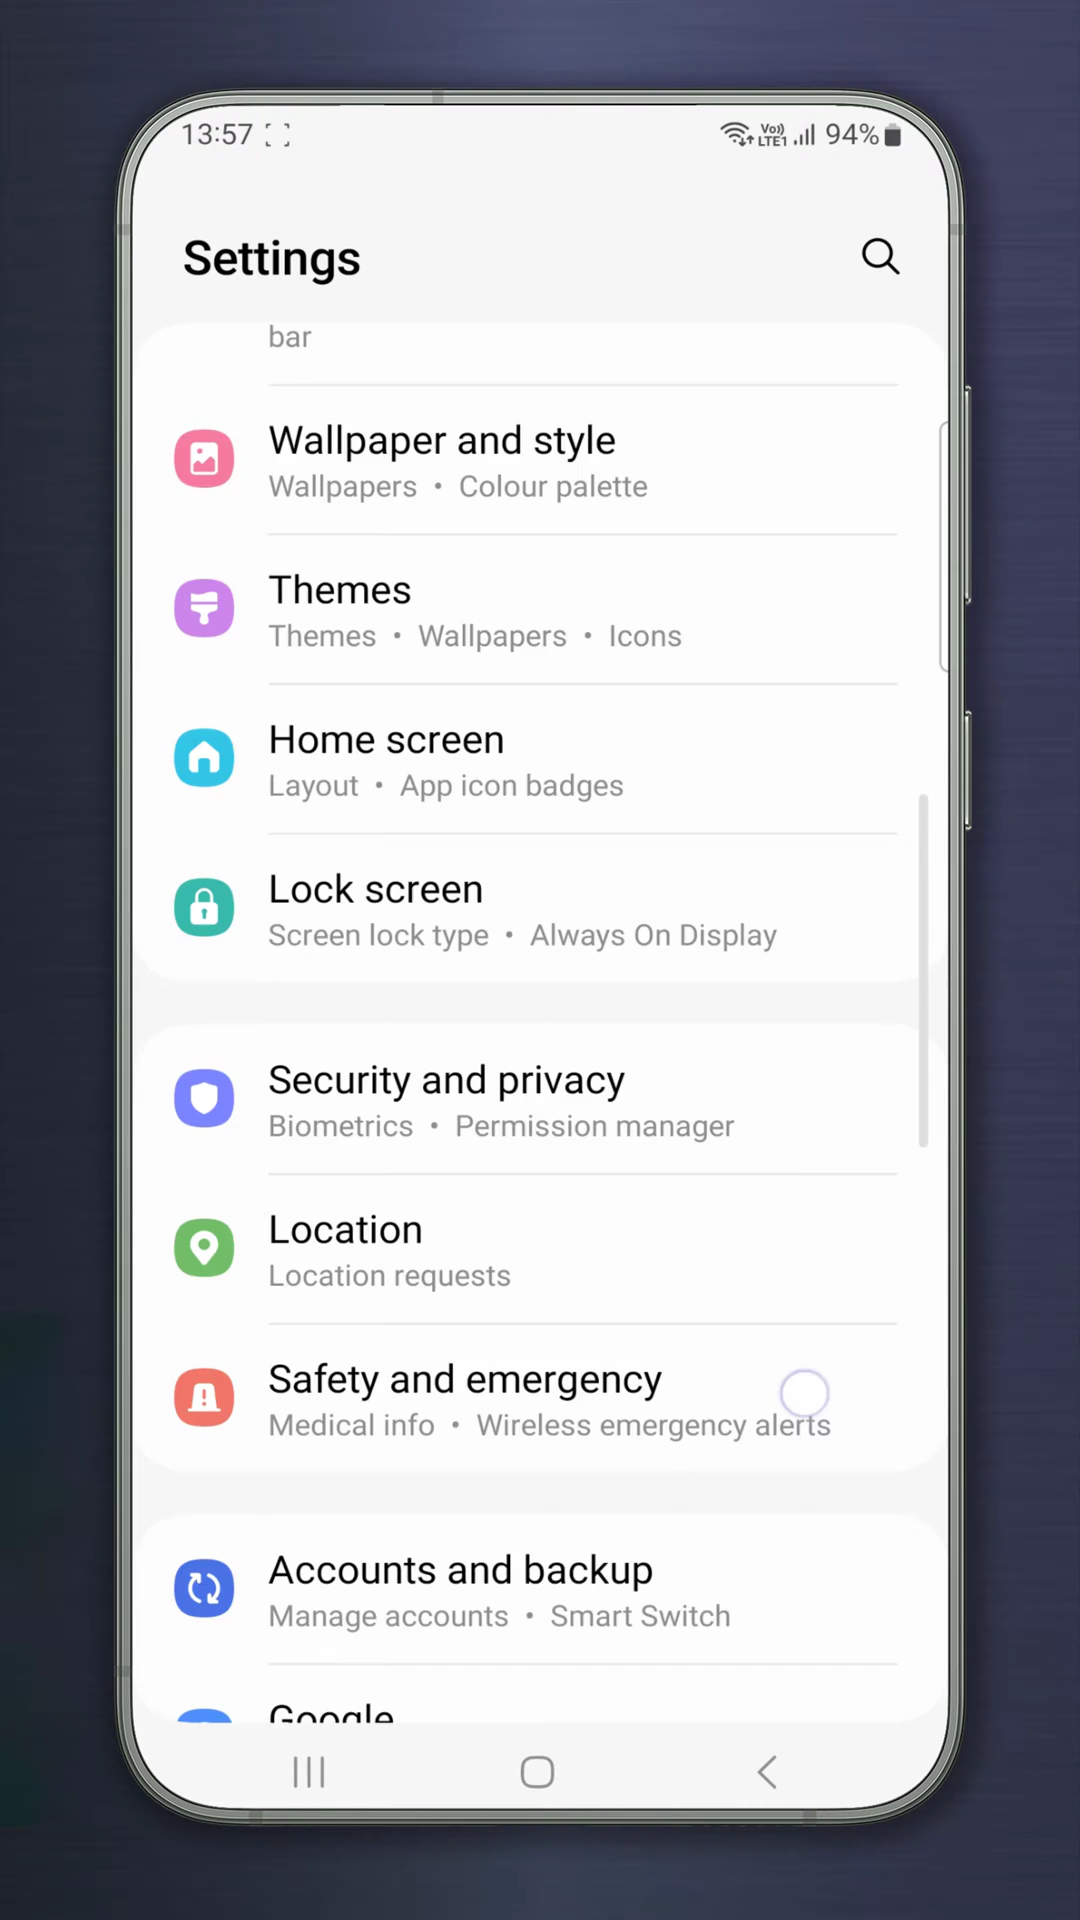 13:57 Vo)) LTE1 94%
Settings
bar
Wallpaper and style
Wallpapers • Colour palette
Themes
Themes • Wallpapers • Icons
Home screen
Layout • App icon badges
Lock screen
Screen lock type • Always On Display
Security and privacy
Biometrics • Permission manager
Location
Location requests
Safety and emergency
Medical info • Wireless emergency alerts
Accounts and backup
Manage accounts • Smart Switch
Google